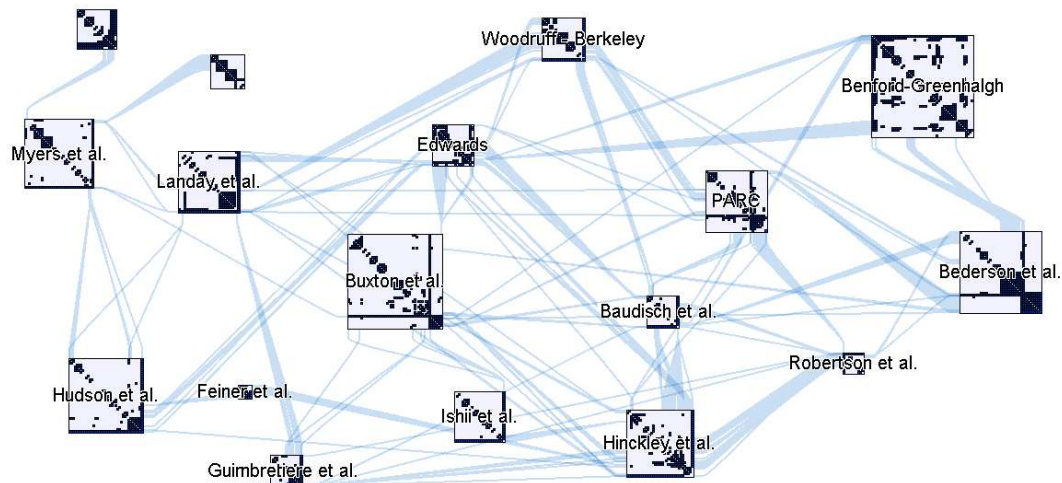 Woodruff - Berkeley
Benford-Greenhalgh
Edwards
Myers et al.
Landay et al.
PARC
Buxton et al.
Bederson et al.
Baudisch et al.
Robertson et al.
Hudson et al.
Feiner et al.
Ishii et al.
Hinckley et al.
Guimbretiere et al.